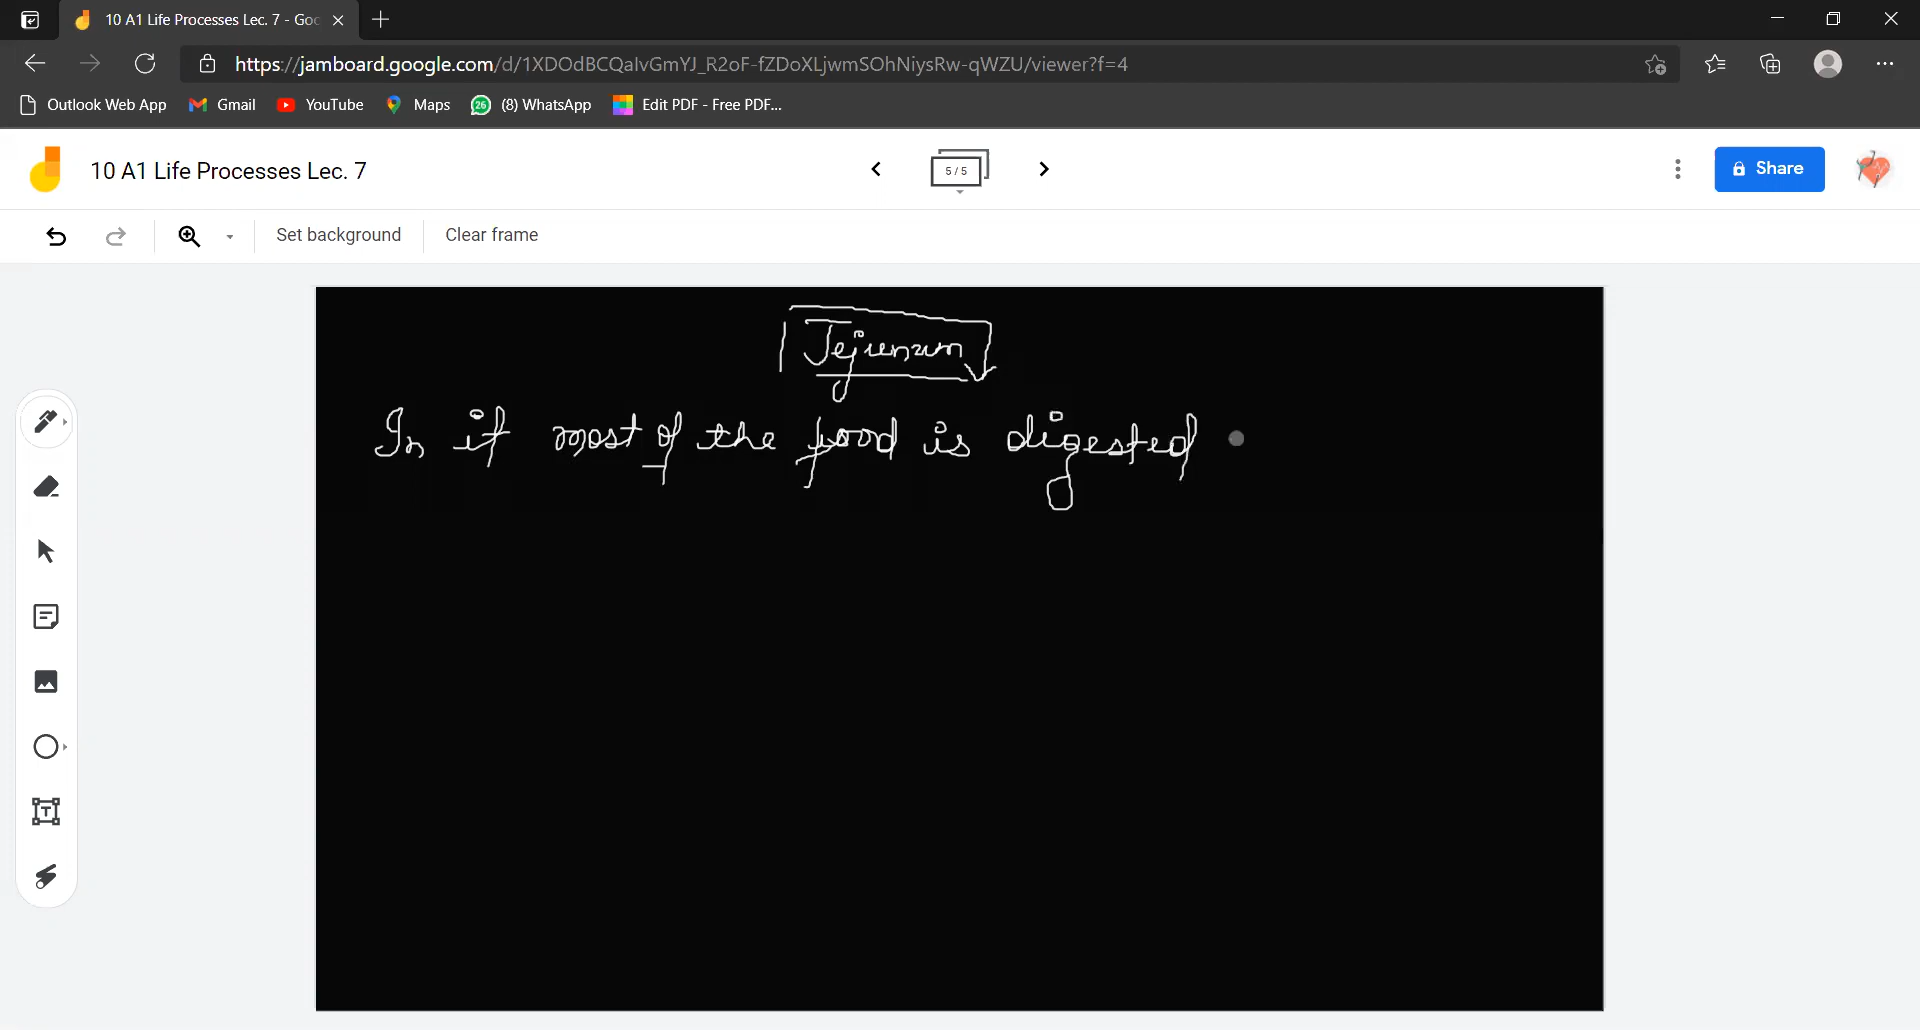 10 A1 Life Processes Lec. 7 - Goo
https://jamboard.google.com/d/1XDOdBCQaIvGmYJ_R2oF-fZDoXLjwmSOhNiysRw-qWZU/viewer?f=4
Outlook Web App Gmail YouTube Maps 26 (8) WhatsApp Edit PDF - Free PDF...
10 A1 Life Processes Lec. 7
5 / 5
Share
Set background Clear frame
Jejunum
In it most of the food is digested